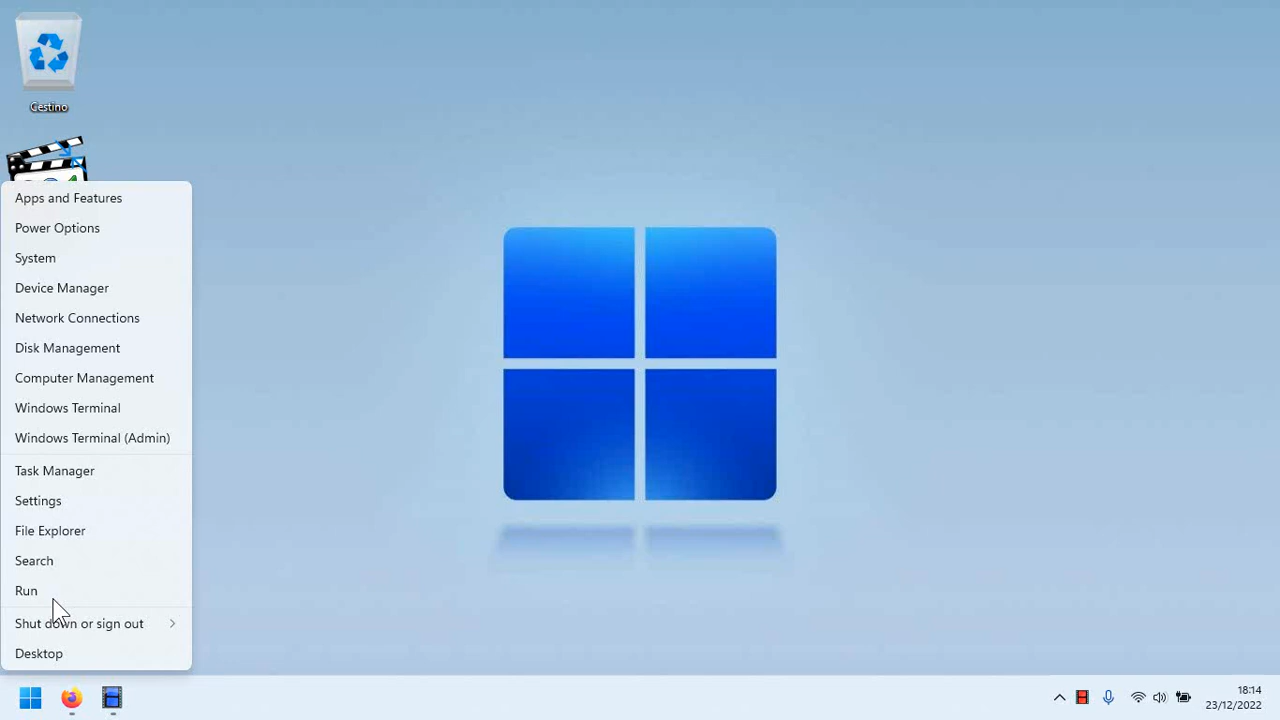 Cestino
Apps and Features
Power Options
System
Device Manager
Network Connections
Disk Management
Computer Management
Windows Terminal
Windows Terminal (Admin)
Task Manager
Settings
File Explorer
Search
Run
Shut down or sign out
Desktop
18:14
23/12/2022